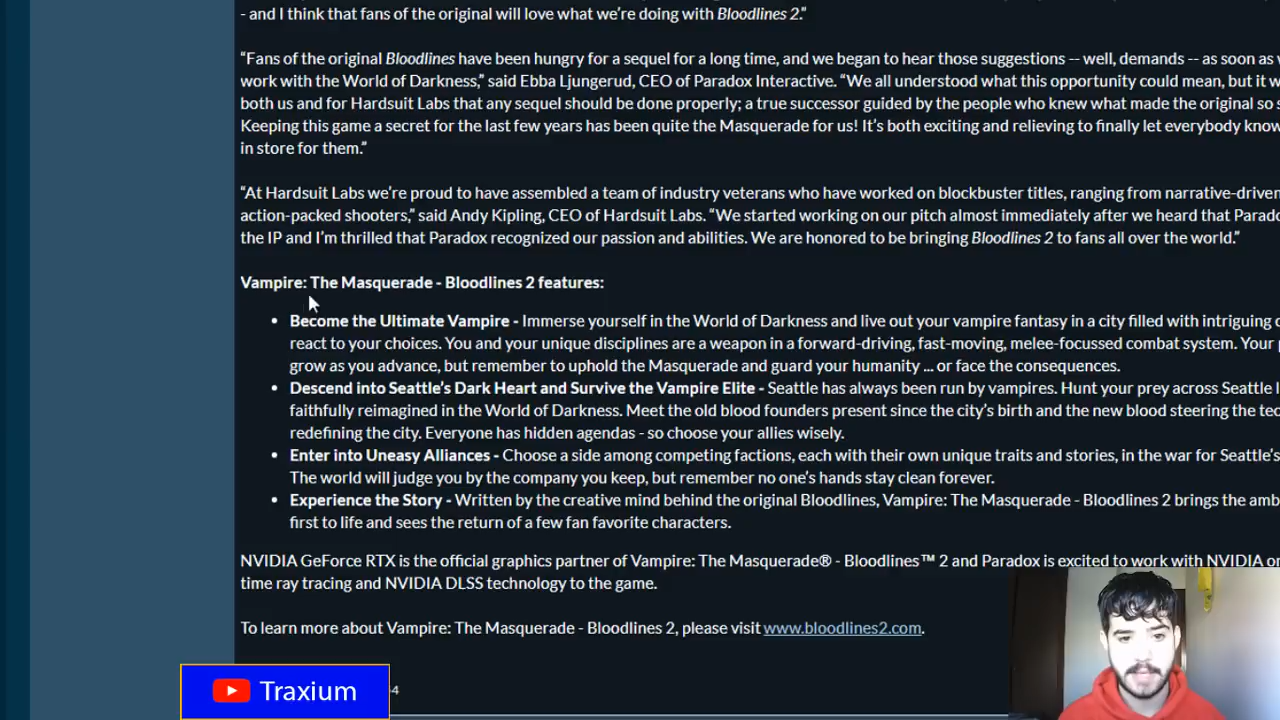 - and I think that fans of the original will love what we're doing with Bloodlines 2.”
“Fans of the original Bloodlines have been hungry for a sequel for a long time, and we began to hear those suggestions -- well, demands -- as soon as
work with the World of Darkness,” said Ebba Ljungerud, CEO of Paradox Interactive. “We all understood what this opportunity could mean, but it
both us and for Hardsuit Labs that any sequel should be done properly; a true successor guided by the people who knew what made the original so
Keeping this game a secret for the last few years has been quite the Masquerade for us! It's both exciting and relieving to finally let everybody know
in store for them.”
“At Hardsuit Labs we're proud to have assembled a team of industry veterans who have worked on blockbuster titles, ranging from narrative-driven
action-packed shooters,” said Andy Kipling, CEO of Hardsuit Labs. “We started working on our pitch almost immediately after we heard that
the IP and I'm thrilled that Paradox recognized our passion and abilities. We are honored to be bringing Bloodlines 2 to fans all over the world.”
Vampire: The Masquerade - Bloodlines 2 features:
• Become the Ultimate Vampire - Immerse yourself in the World of Darkness and live out your vampire fantasy in a city filled with intriguing
react to your choices. You and your unique disciplines are a weapon in a forward-driving, fast-moving, melee-focussed combat system. Your
grow as you advance, but remember to uphold the Masquerade and guard your humanity ... or face the consequences.
• Descend into Seattle's Dark Heart and Survive the Vampire Elite - Seattle has always been run by vampires. Hunt your prey across Seattle
faithfully reimagined in the World of Darkness. Meet the old blood founders present since the city's birth and the new blood steering the
redefining the city. Everyone has hidden agendas - so choose your allies wisely.
• Enter into Uneasy Alliances - Choose a side among competing factions, each with their own unique traits and stories, in the war for Seattle's
The world will judge you by the company you keep, but remember no one's hands stay clean forever.
• Experience the Story - Written by the creative mind behind the original Bloodlines, Vampire: The Masquerade - Bloodlines 2 brings the
first to life and sees the return of a few fan favorite characters.
NVIDIA GeForce RTX is the official graphics partner of Vampire: The Masquerade® - Bloodlines™ 2 and Paradox is excited to work with NVIDIA
time ray tracing and NVIDIA DLSS technology to the game.
To learn more about Vampire: The Masquerade - Bloodlines 2, please visit www.bloodlines2.com.
Traxium